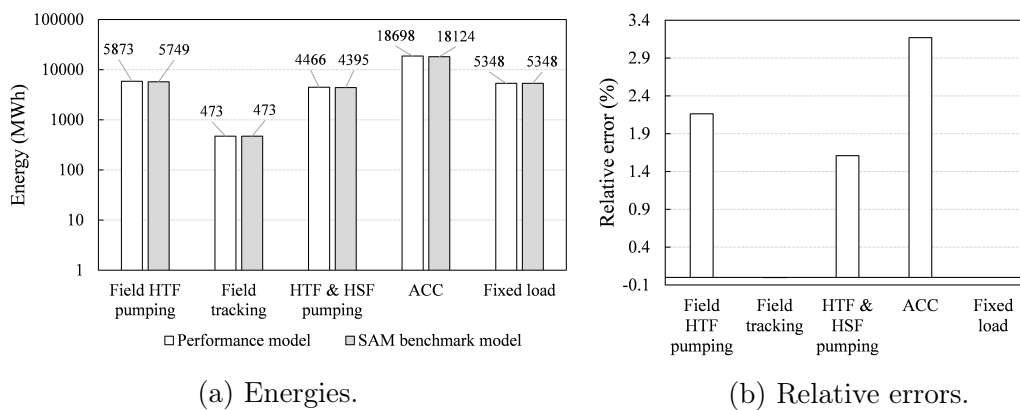 100000
10000
1000
100
10
1
Energy (MWh)
5873
5749
473
473
4466
4395
18698
18124
5348
5348
Field HTF
pumping
Field
tracking
HTF & HSF
pumping
ACC
Fixed load
Performance model
SAM benchmark model
(a) Energies.
3.4
2.9
2.4
1.9
1.4
0.9
0.4
-0.1
Relative error (%)
Field
HTF
pumping
Field
tracking
HTF &
HSF
pumping
ACC
Fixed
load
(b) Relative errors.